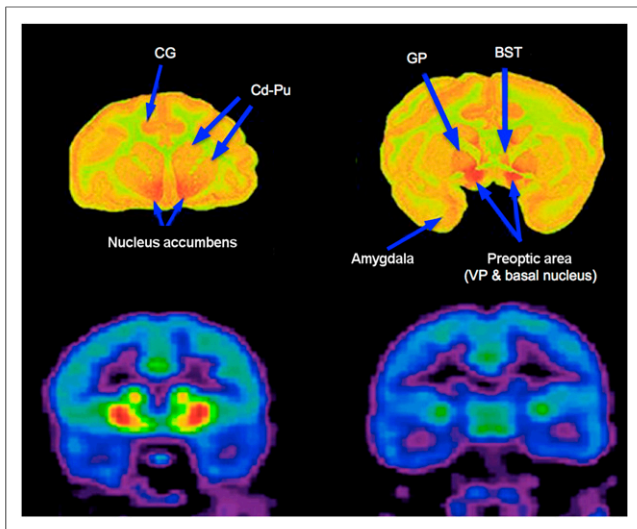 CG
Cd-Pu
Nucleus accumbens
GP
BST
Amygdala
Preoptic area
(VP & basal nucleus)